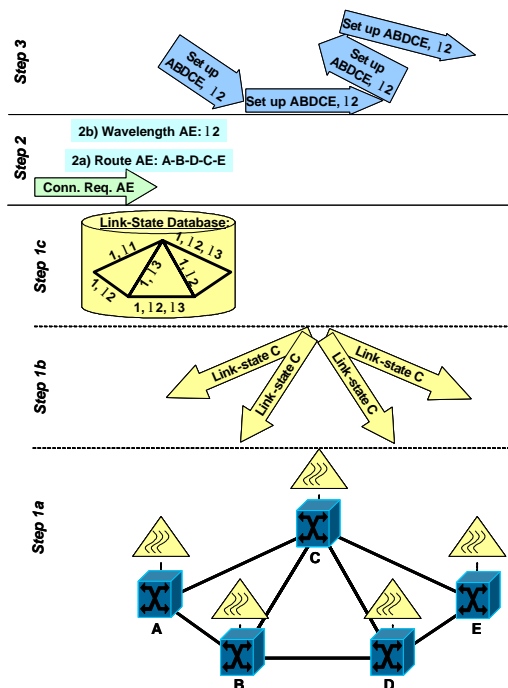 Step 3
Set up
ABDCE, l2
Set up ABDCE, l2
Set up
ABDCE, l2
Set up ABDCE, l2
Step 2
2b) Wavelength AE: l2
2a) Route AE: A-B-D-C-E
Conn. Req. AE
Step 1c
Link-State Database:
1, l1
1, l2, l3
1, l3
1, l2
1, l2
1, l2, l3
Step 1b
Link-state C
Link-state C
Link-state C
Link-state C
Step 1a
C
A
E
B
D